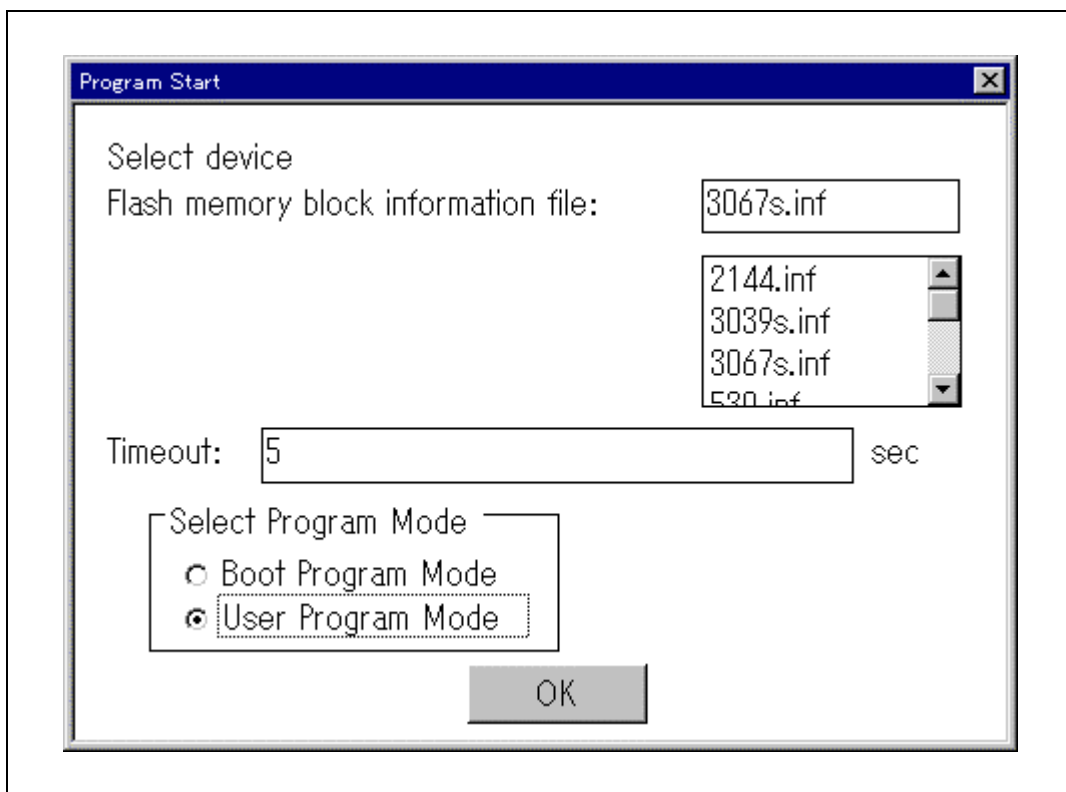 Program Start
Select device
Flash memory block information file:
3067s.inf
2144.inf
3039s.inf
3067s.inf
Timeout:
5
sec
Select Program Mode
Boot Program Mode
User Program Mode
OK